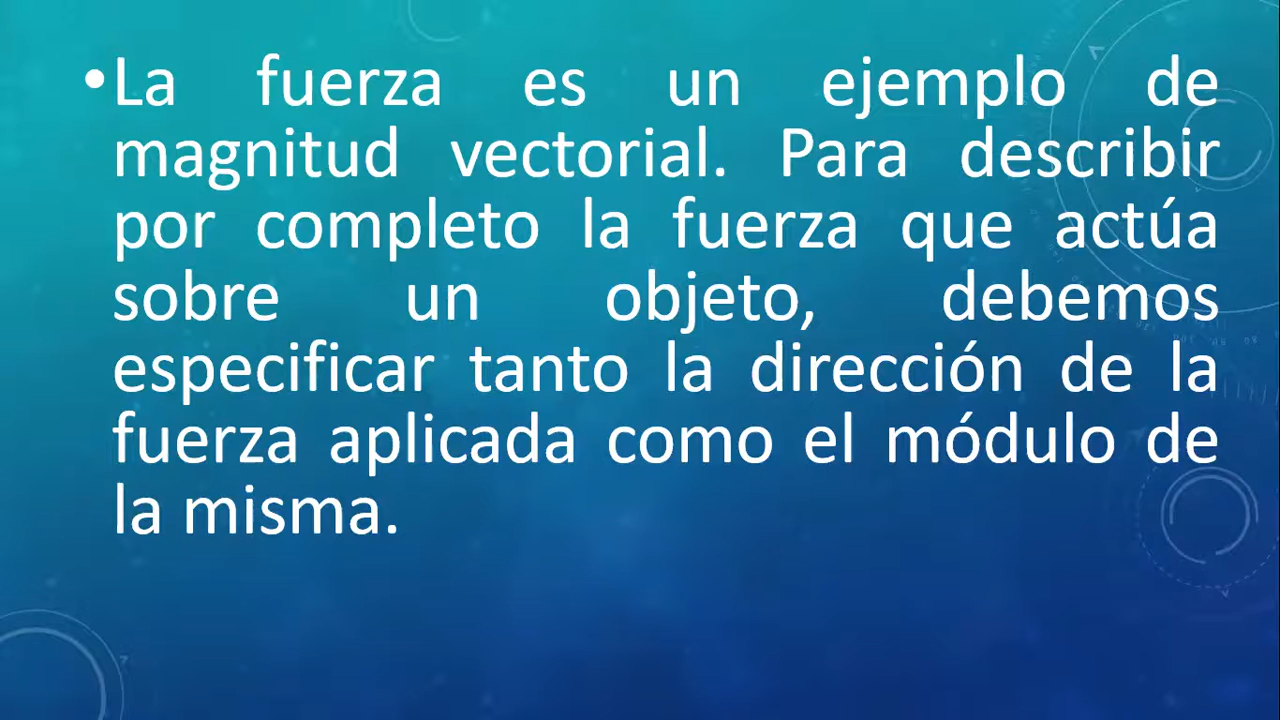 •La fuerza es un ejemplo de
magnitud vectorial. Para describir
por completo la fuerza que actúa
sobre un objeto, debemos
especificar tanto la dirección de la
fuerza aplicada como el módulo de
la misma.